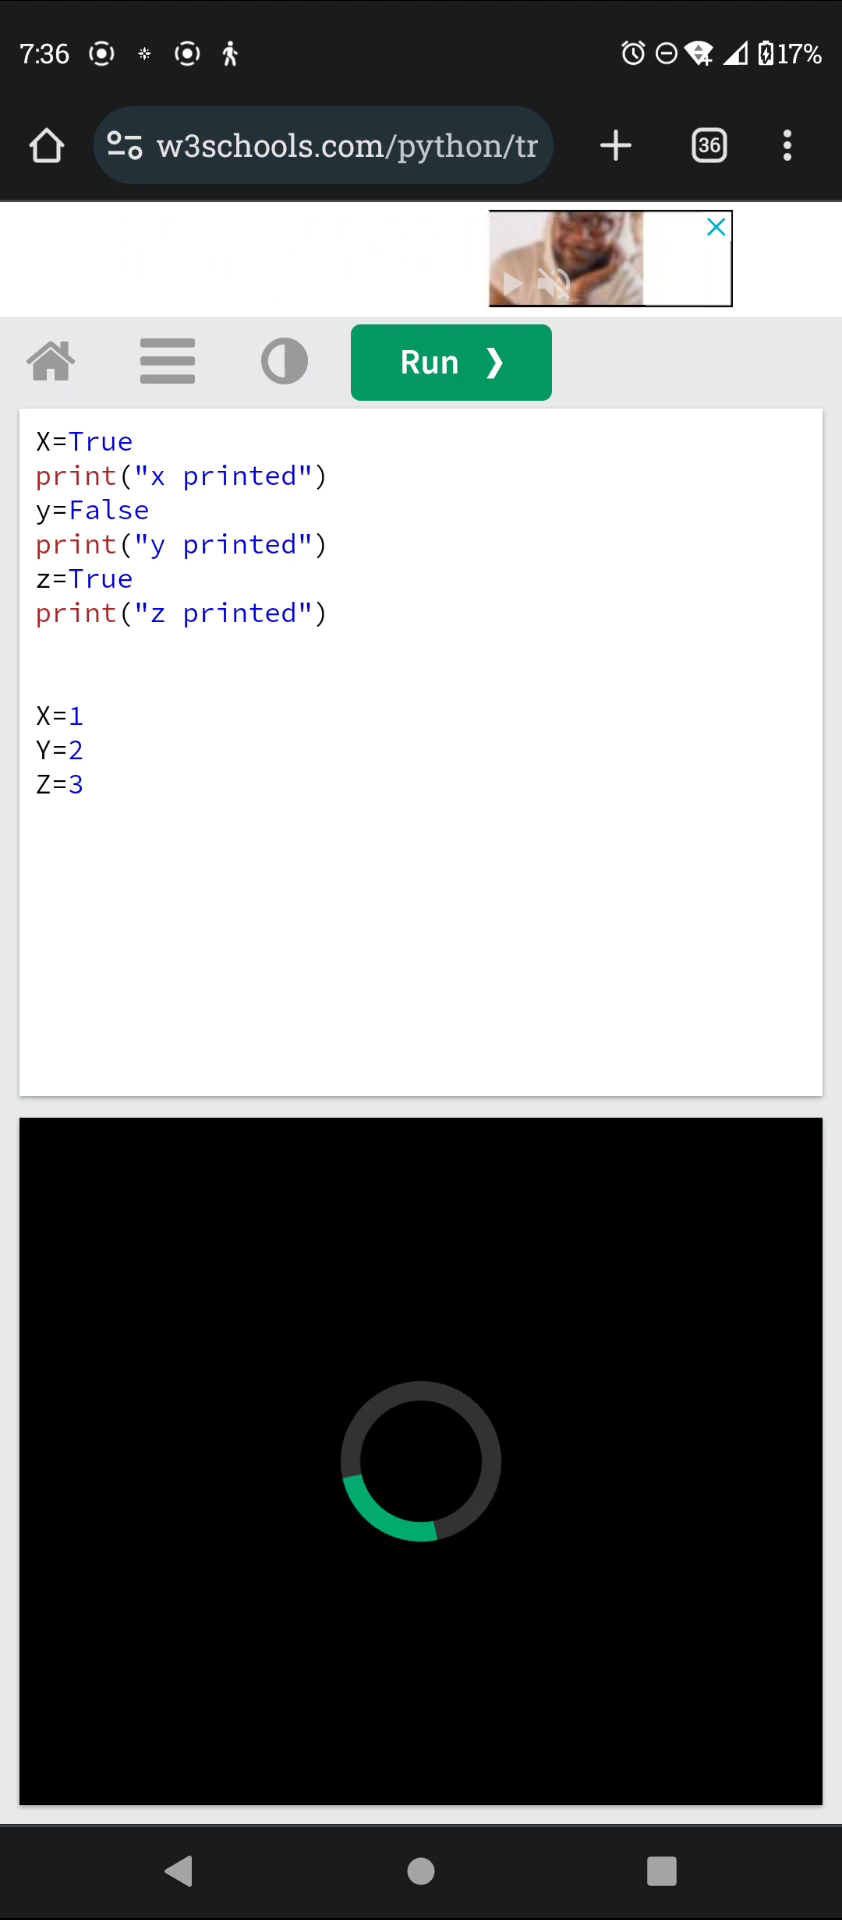 7:36 17%
w3schools.com/python/tr 36
Run ❯
X=True
print("x printed")
y=False
print("y printed")
z=True
print("z printed")
X=1
Y=2
Z=3